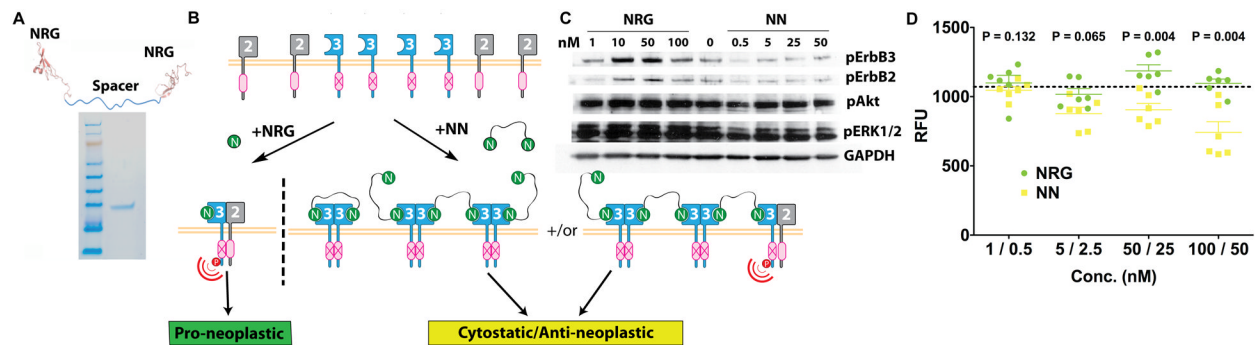 A
NRG
NRG
Spacer
B
2
2
3
3
3
3
2
2
+NRG
+NN
N
N
N
N
3
2
P
N
3
3
N
N
N
3
3
N
N
3
3
N
+/or
N
N
3
3
N
N
3
3
N
N
3
2
P
Pro-neoplastic
Cytostatic/Anti-neoplastic
C
NRG
NN
nM
1
10
50
100
0
0.5
5
25
50
pErbB3
pErbB2
pAkt
pERK1/2
GAPDH
D
1500
1000
500
0
RFU
P = 0.132
P = 0.065
P = 0.004
P = 0.004
NRG
NN
1 / 0.5
5 / 2.5
50 / 25
100 / 50
Conc. (nM)